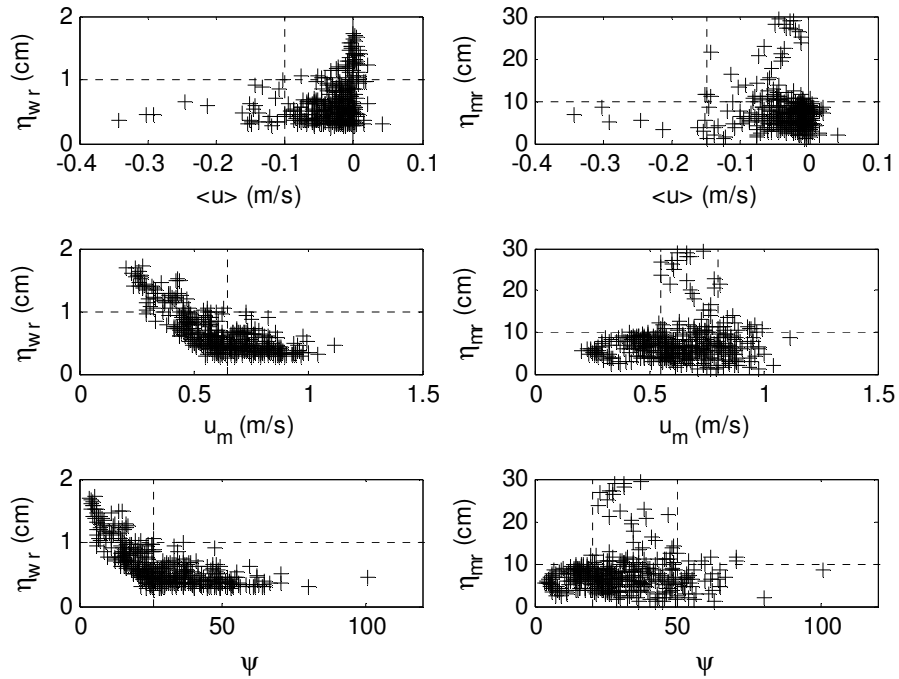 2 30
η_wr (cm) 1 η_mr (cm) 20
10
0 0
-0.4 -0.3 -0.2 -0.1 0 0.1 -0.4 -0.3 -0.2 -0.1 0 0.1
<u> (m/s) <u> (m/s)
2 30
η_wr (cm) 1 η_mr (cm) 20
10
0 0
0 0.5 1 1.5 0 0.5 1 1.5
u_m (m/s) u_m (m/s)
2 30
η_wr (cm) 1 η_mr (cm) 20
10
0 0
0 50 100 0 50 100
ψ ψ